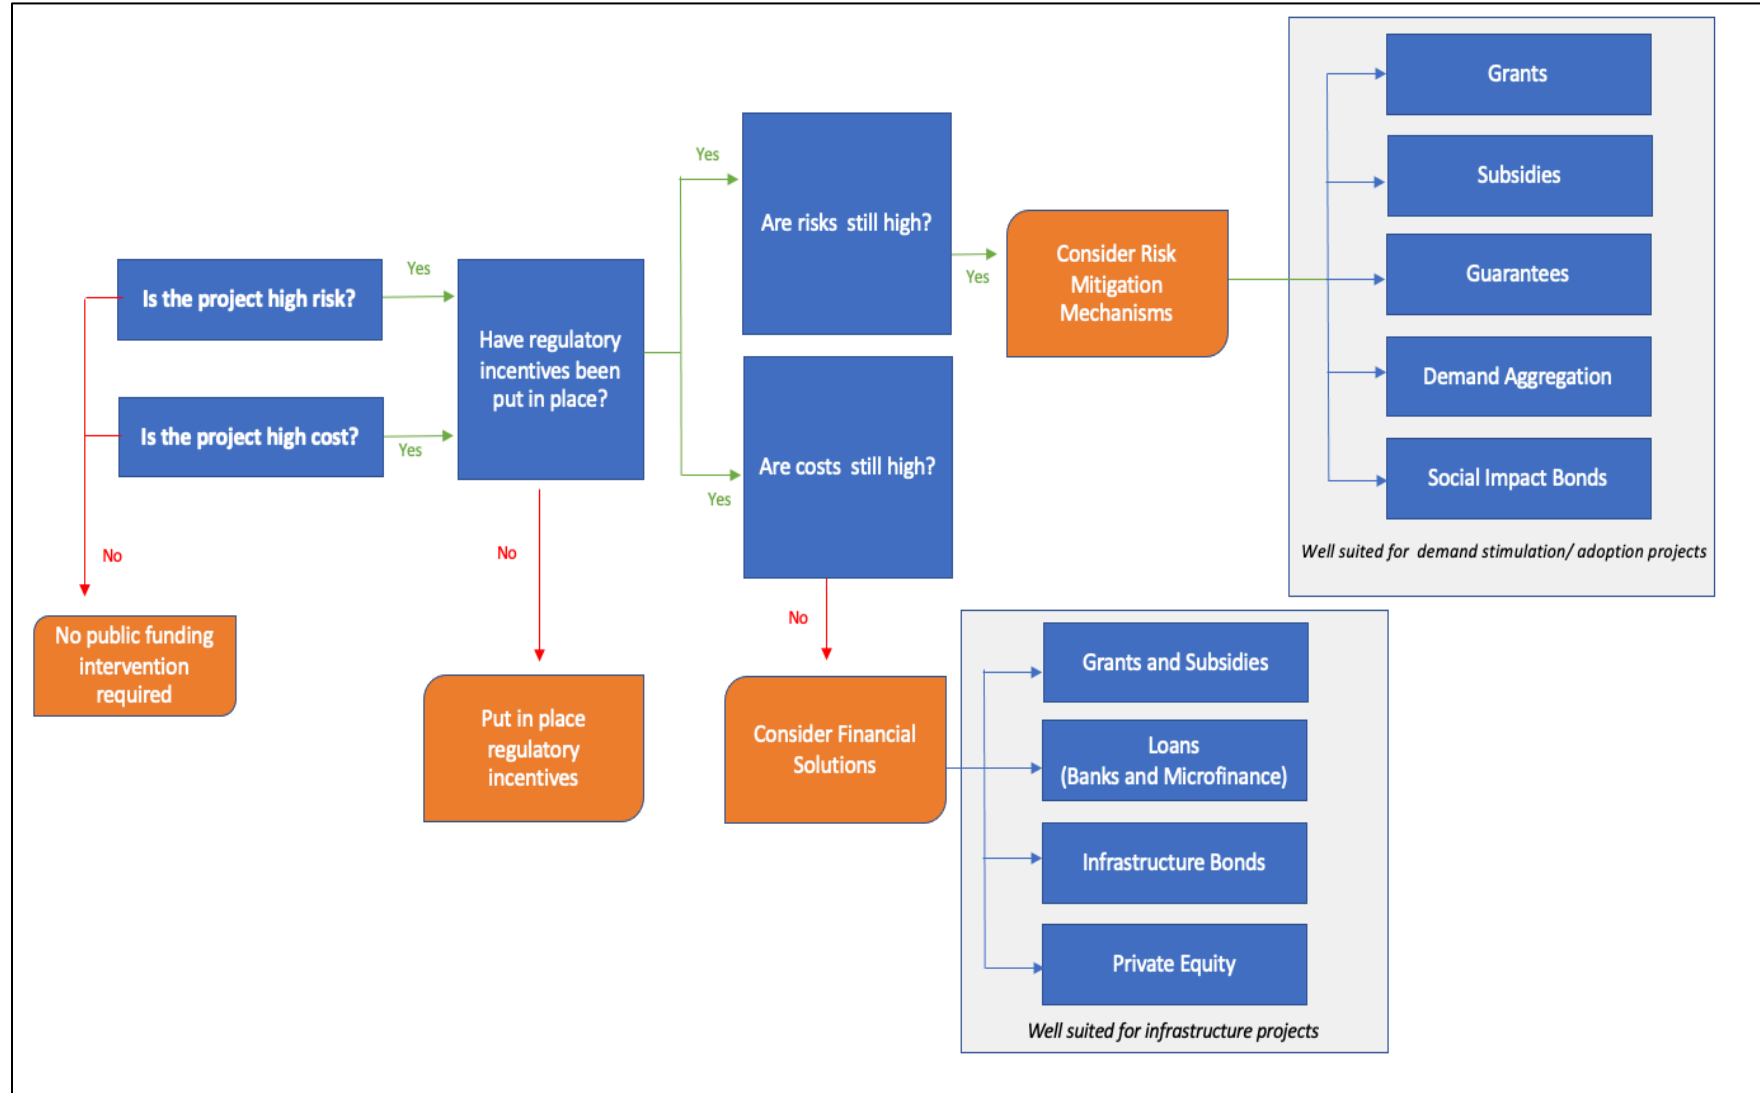 Is the project high risk?
Yes
Is the project high cost?
Yes
No
No public funding
intervention
required
Have regulatory
incentives been
put in place?
No
Put in place
regulatory
incentives
Yes
Are risks still high?
Yes
Consider Risk
Mitigation
Mechanisms
Grants
Subsidies
Guarantees
Demand Aggregation
Social Impact Bonds
Well suited for demand stimulation/ adoption projects
Yes
Are costs still high?
No
Consider Financial
Solutions
Grants and Subsidies
Loans
(Banks and Microfinance)
Infrastructure Bonds
Private Equity
Well suited for infrastructure projects